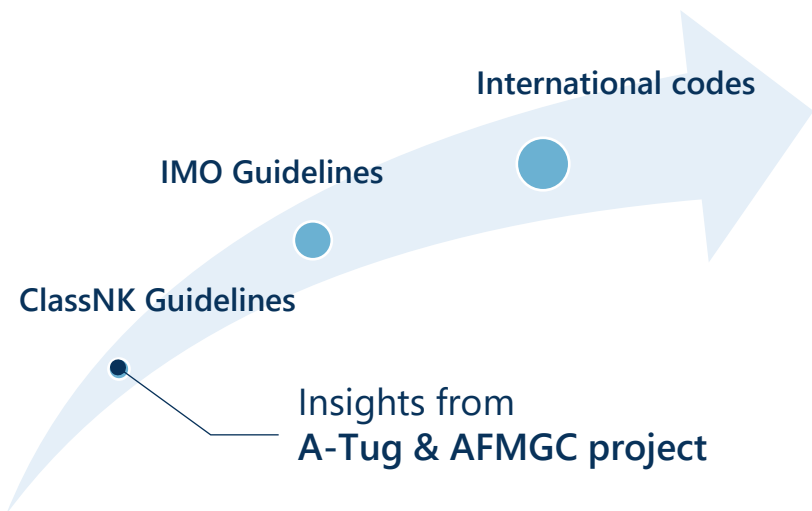 International codes
IMO Guidelines
ClassNK Guidelines
Insights from
A-Tug & AFMGC project